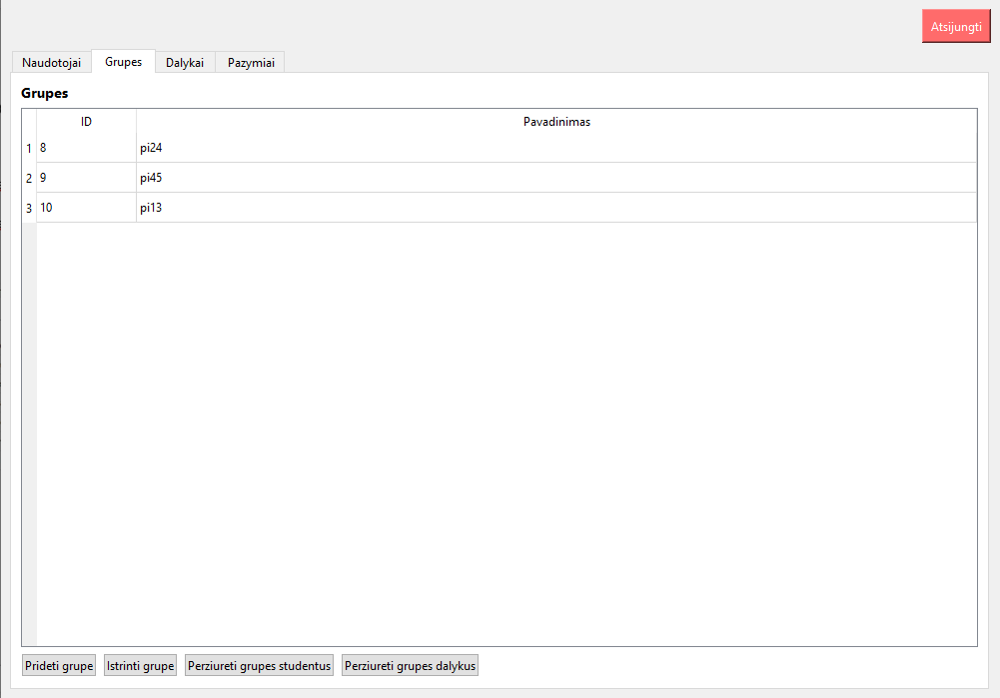 Atsijungti
Naudotojai Grupes Dalykai Pazymiai
Grupes
ID Pavadinimas
1 8 pi24
2 9 pi45
3 10 pi13
Prideti grupe Istrinti grupe Perziureti grupes studentus Perziureti grupes dalykus